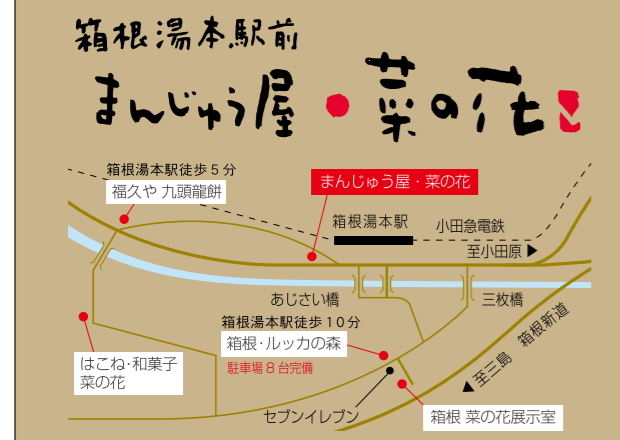 箱根湯本駅前
まんじゅう屋・菜の花
箱根湯本駅徒歩5分
福久や 九頭龍餅
まんじゅう屋・菜の花
箱根湯本駅
小田急電鉄
至小田原▶
あじさい橋
三枚橋
箱根湯本駅徒歩10分
箱根・ルッカの森
駐車場8台完備
箱根新道
◀至三島
はこね・和菓子
菜の花
セブンイレブン
箱根 菜の花展示室